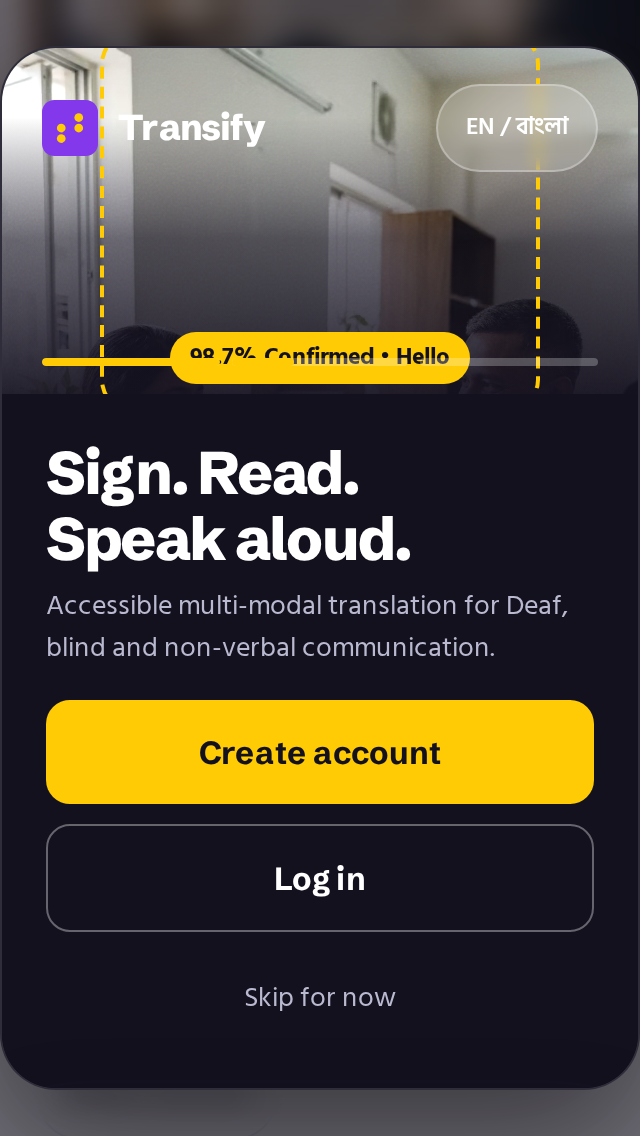 Transify
EN / বাংলা
98.7% Confirmed • Hello
Sign. Read.
Speak aloud.
Accessible multi-modal translation for Deaf,
blind and non-verbal communication.
Create account
Log in
Skip for now